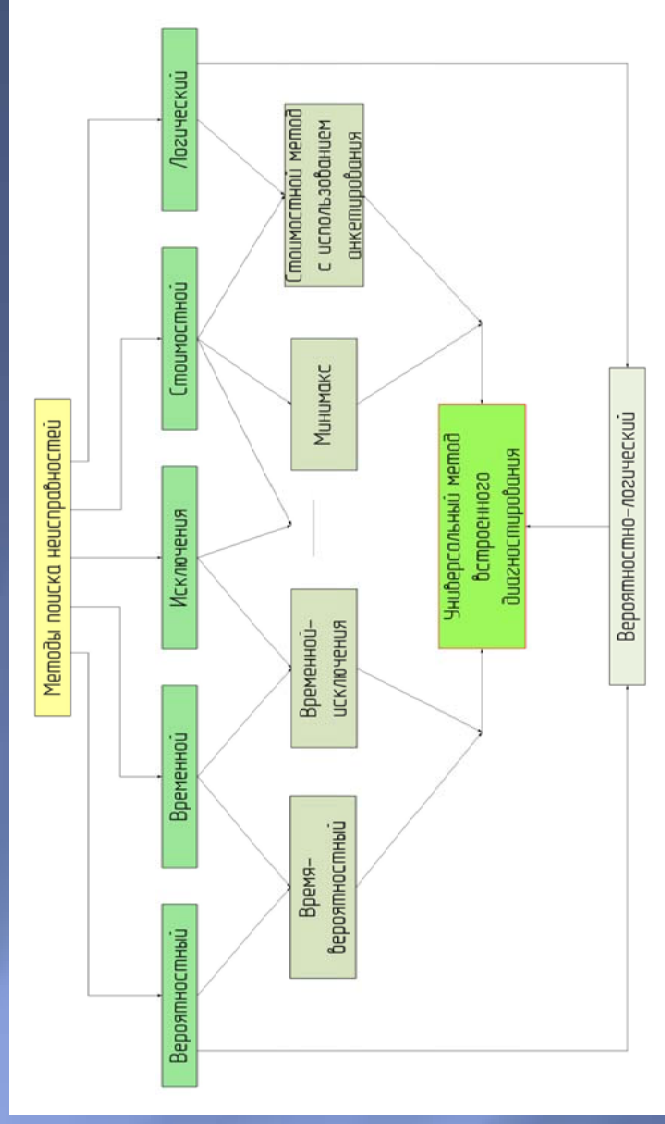 Методы поиска неисправностей
Вероятностный
Временной
Исключения
Стоимостной
Логический
Время-
вероятностный
Временной-
исключения
Минимакс
Стоимостной метод
с использованием
анкетирования
Универсальный метод
встроенного
диагностирования
Вероятностно-логический